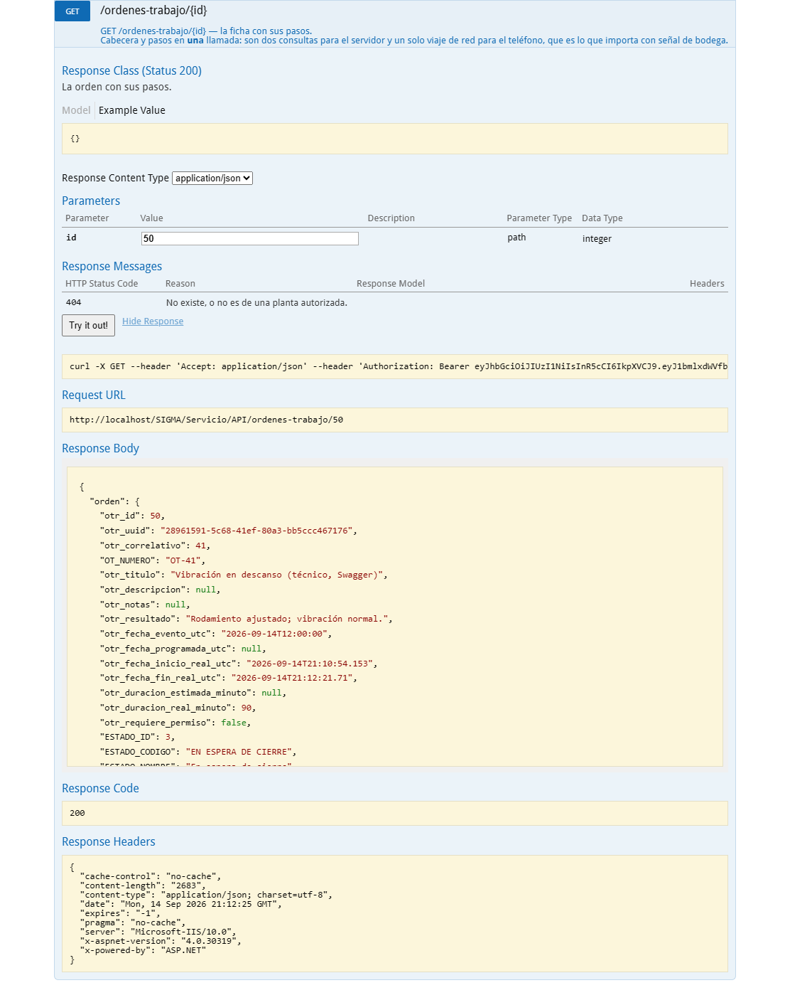 GET /ordenes-trabajo/{id}
GET /ordenes-trabajo/{id} — la ficha con sus pasos.
Cabecera y pasos en una llamada: son dos consultas para el servidor y un solo viaje de red para el teléfono, que es lo que importa con señal de bodega.
Response Class (Status 200)
La orden con sus pasos.
Model Example Value
{}
Response Content Type application/json
Parameters
Parameter Value Description Parameter Type Data Type
id 50 path integer
Response Messages
HTTP Status Code Reason Response Model Headers
404 No existe, o no es de una planta autorizada.
Try it out! Hide Response
curl -X GET --header 'Accept: application/json' --header 'Authorization: Bearer eyJhbGciOiJIUzI1NiIsInR5cCI6IkpXVCJ9.eyJ1bmlxdWVfb
Request URL
http://localhost/SIGMA/Servicio/API/ordenes-trabajo/50
Response Body
{
"orden": {
"otr_id": 50,
"otr_uuid": "28961591-5c68-41ef-80a3-bb5ccc467176",
"otr_correlativo": 41,
"OT_NUMERO": "OT-41",
"otr_titulo": "Vibración en descanso (técnico, Swagger)",
"otr_descripcion": null,
"otr_notas": null,
"otr_resultado": "Rodamiento ajustado; vibración normal.",
"otr_fecha_evento_utc": "2026-09-14T12:00:00",
"otr_fecha_programada_utc": null,
"otr_fecha_inicio_real_utc": "2026-09-14T21:10:54.153",
"otr_fecha_fin_real_utc": "2026-09-14T21:12:21.71",
"otr_duracion_estimada_minuto": null,
"otr_duracion_real_minuto": 90,
"otr_requiere_permiso": false,
"ESTADO_ID": 3,
"ESTADO_CODIGO": "EN ESPERA DE CIERRE",
"ESTADO_NOMBRE": "En espera de cierre",
Response Code
200
Response Headers
{
"cache-control": "no-cache",
"content-length": "2683",
"content-type": "application/json; charset=utf-8",
"date": "Mon, 14 Sep 2026 21:12:25 GMT",
"expires": "-1",
"pragma": "no-cache",
"server": "Microsoft-IIS/10.0",
"x-aspnet-version": "4.0.30319",
"x-powered-by": "ASP.NET"
}